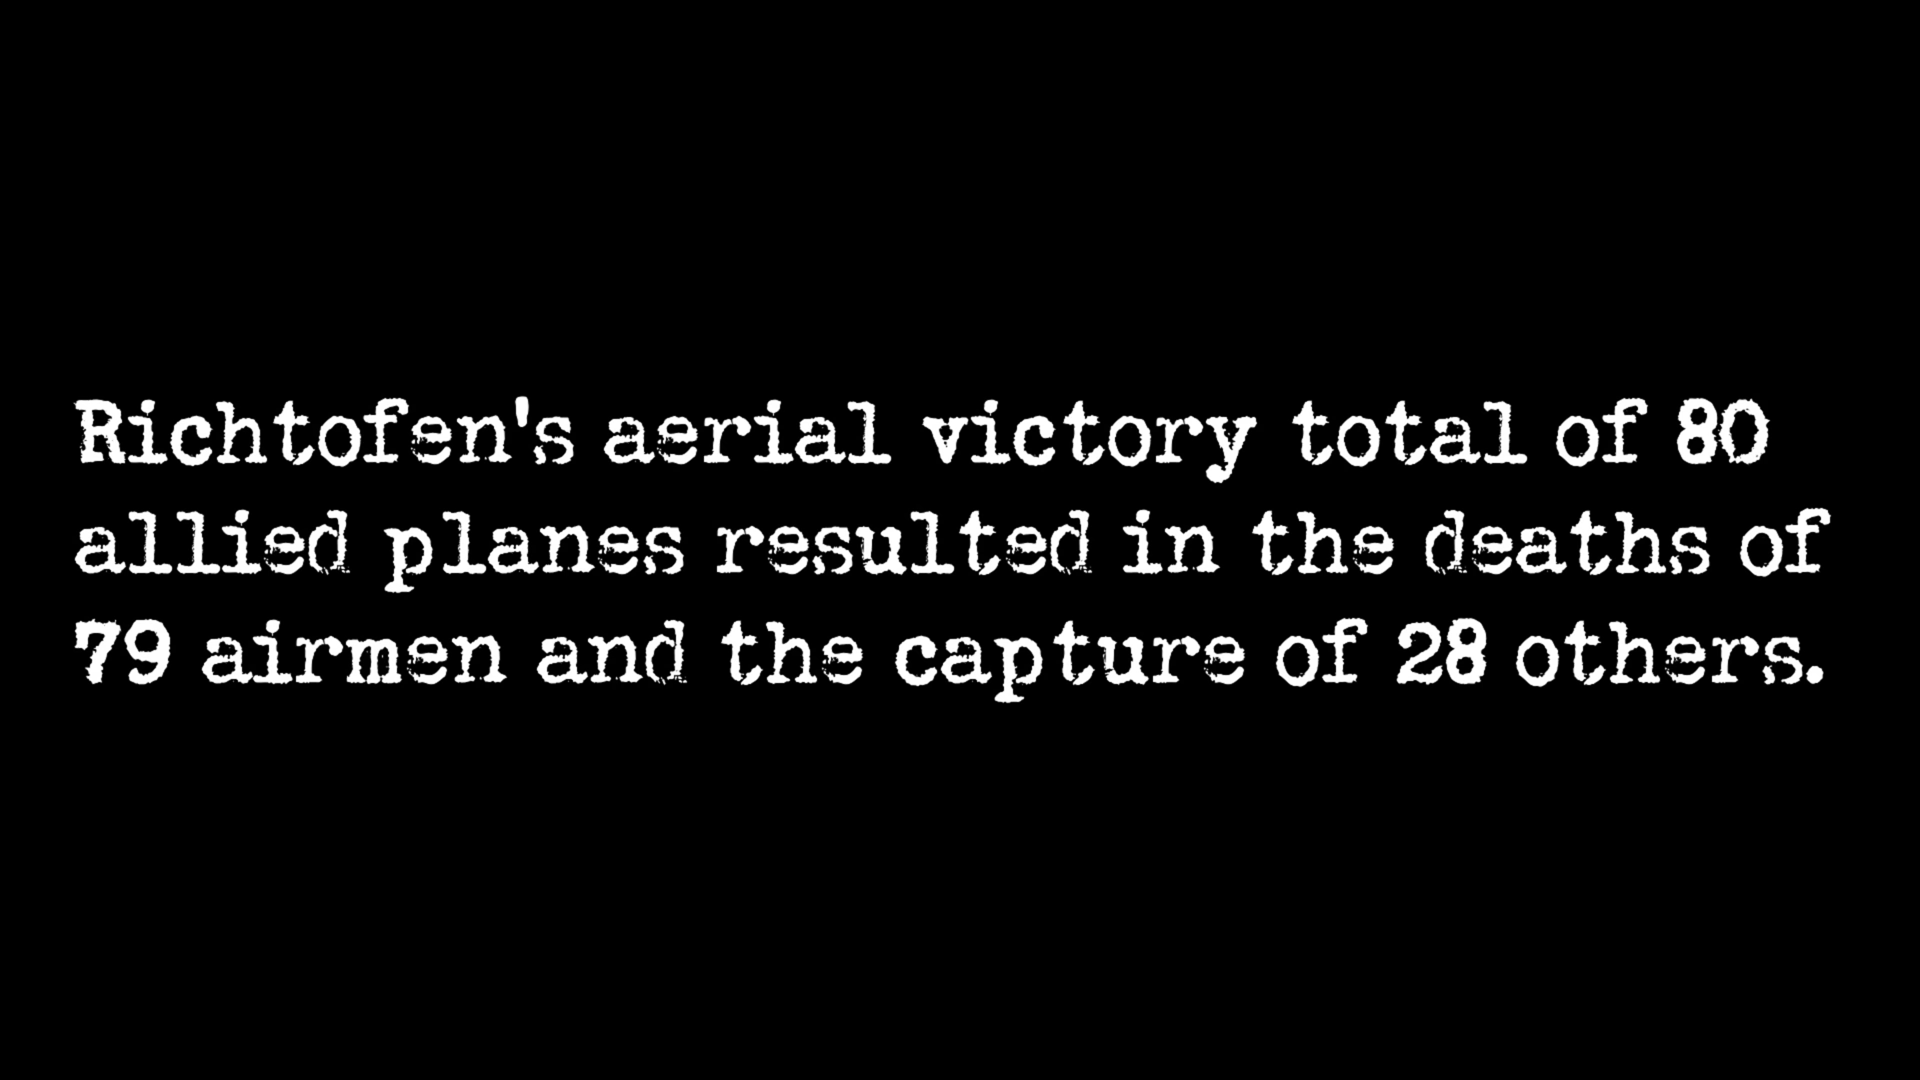 Richtofen's aerial victory total of 80
allied planes resulted in the deaths of
79 airmen and the capture of 28 others.